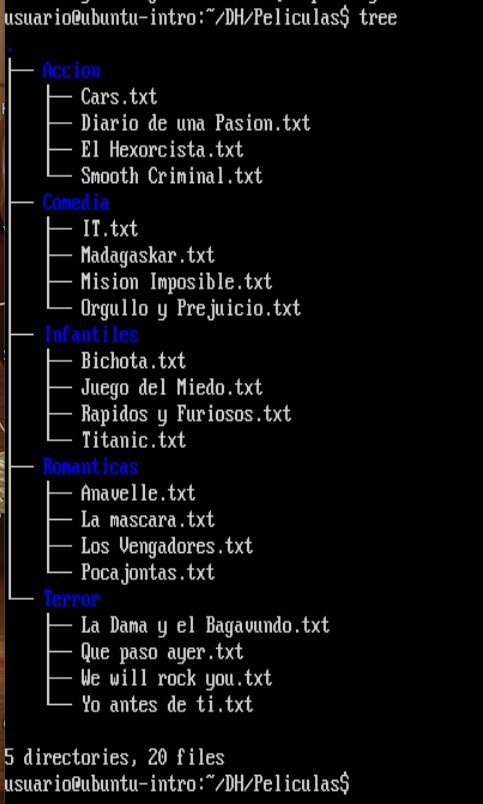 usuario@ubuntu-intro:~/DH/Peliculas$ tree
.
├── Accion
│   ├── Cars.txt
│   ├── Diario de una Pasion.txt
│   ├── El Hexorcista.txt
│   └── Smooth Criminal.txt
├── Comedia
│   ├── IT.txt
│   ├── Madagaskar.txt
│   ├── Mision Imposible.txt
│   └── Orgullo y Prejuicio.txt
├── Infantiles
│   ├── Bichota.txt
│   ├── Juego del Miedo.txt
│   ├── Rapidos y Furiosos.txt
│   └── Titanic.txt
├── Romanticas
│   ├── Anavelle.txt
│   ├── La mascara.txt
│   ├── Los Vengadores.txt
│   └── Pocajontas.txt
└── Terror
    ├── La Dama y el Bagavundo.txt
    ├── Que paso ayer.txt
    ├── We will rock you.txt
    └── Yo antes de ti.txt
5 directories, 20 files
usuario@ubuntu-intro:~/DH/Peliculas$